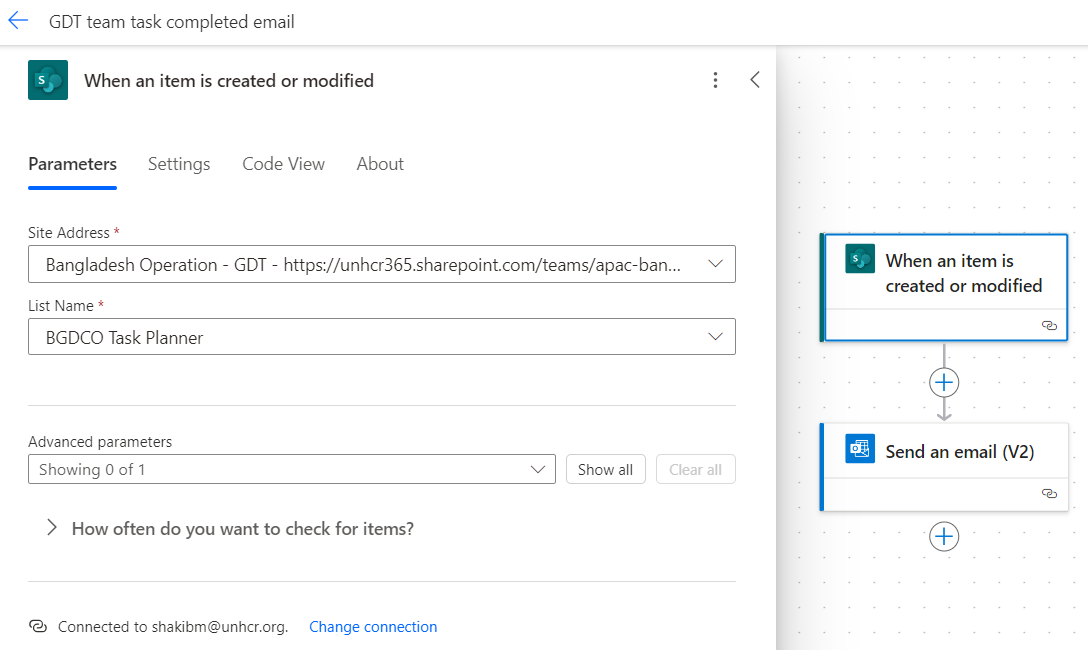 GDT team task completed email
When an item is created or modified
Parameters
Settings
Code View
About
Site Address *
Bangladesh Operation - GDT - https://unhcr365.sharepoint.com/teams/apac-ban...
List Name *
BGDCO Task Planner
Advanced parameters
Showing 0 of 1
Show all
Clear all
How often do you want to check for items?
Connected to shakibm@unhcr.org.
Change connection
When an item is
created or modified
Send an email (V2)